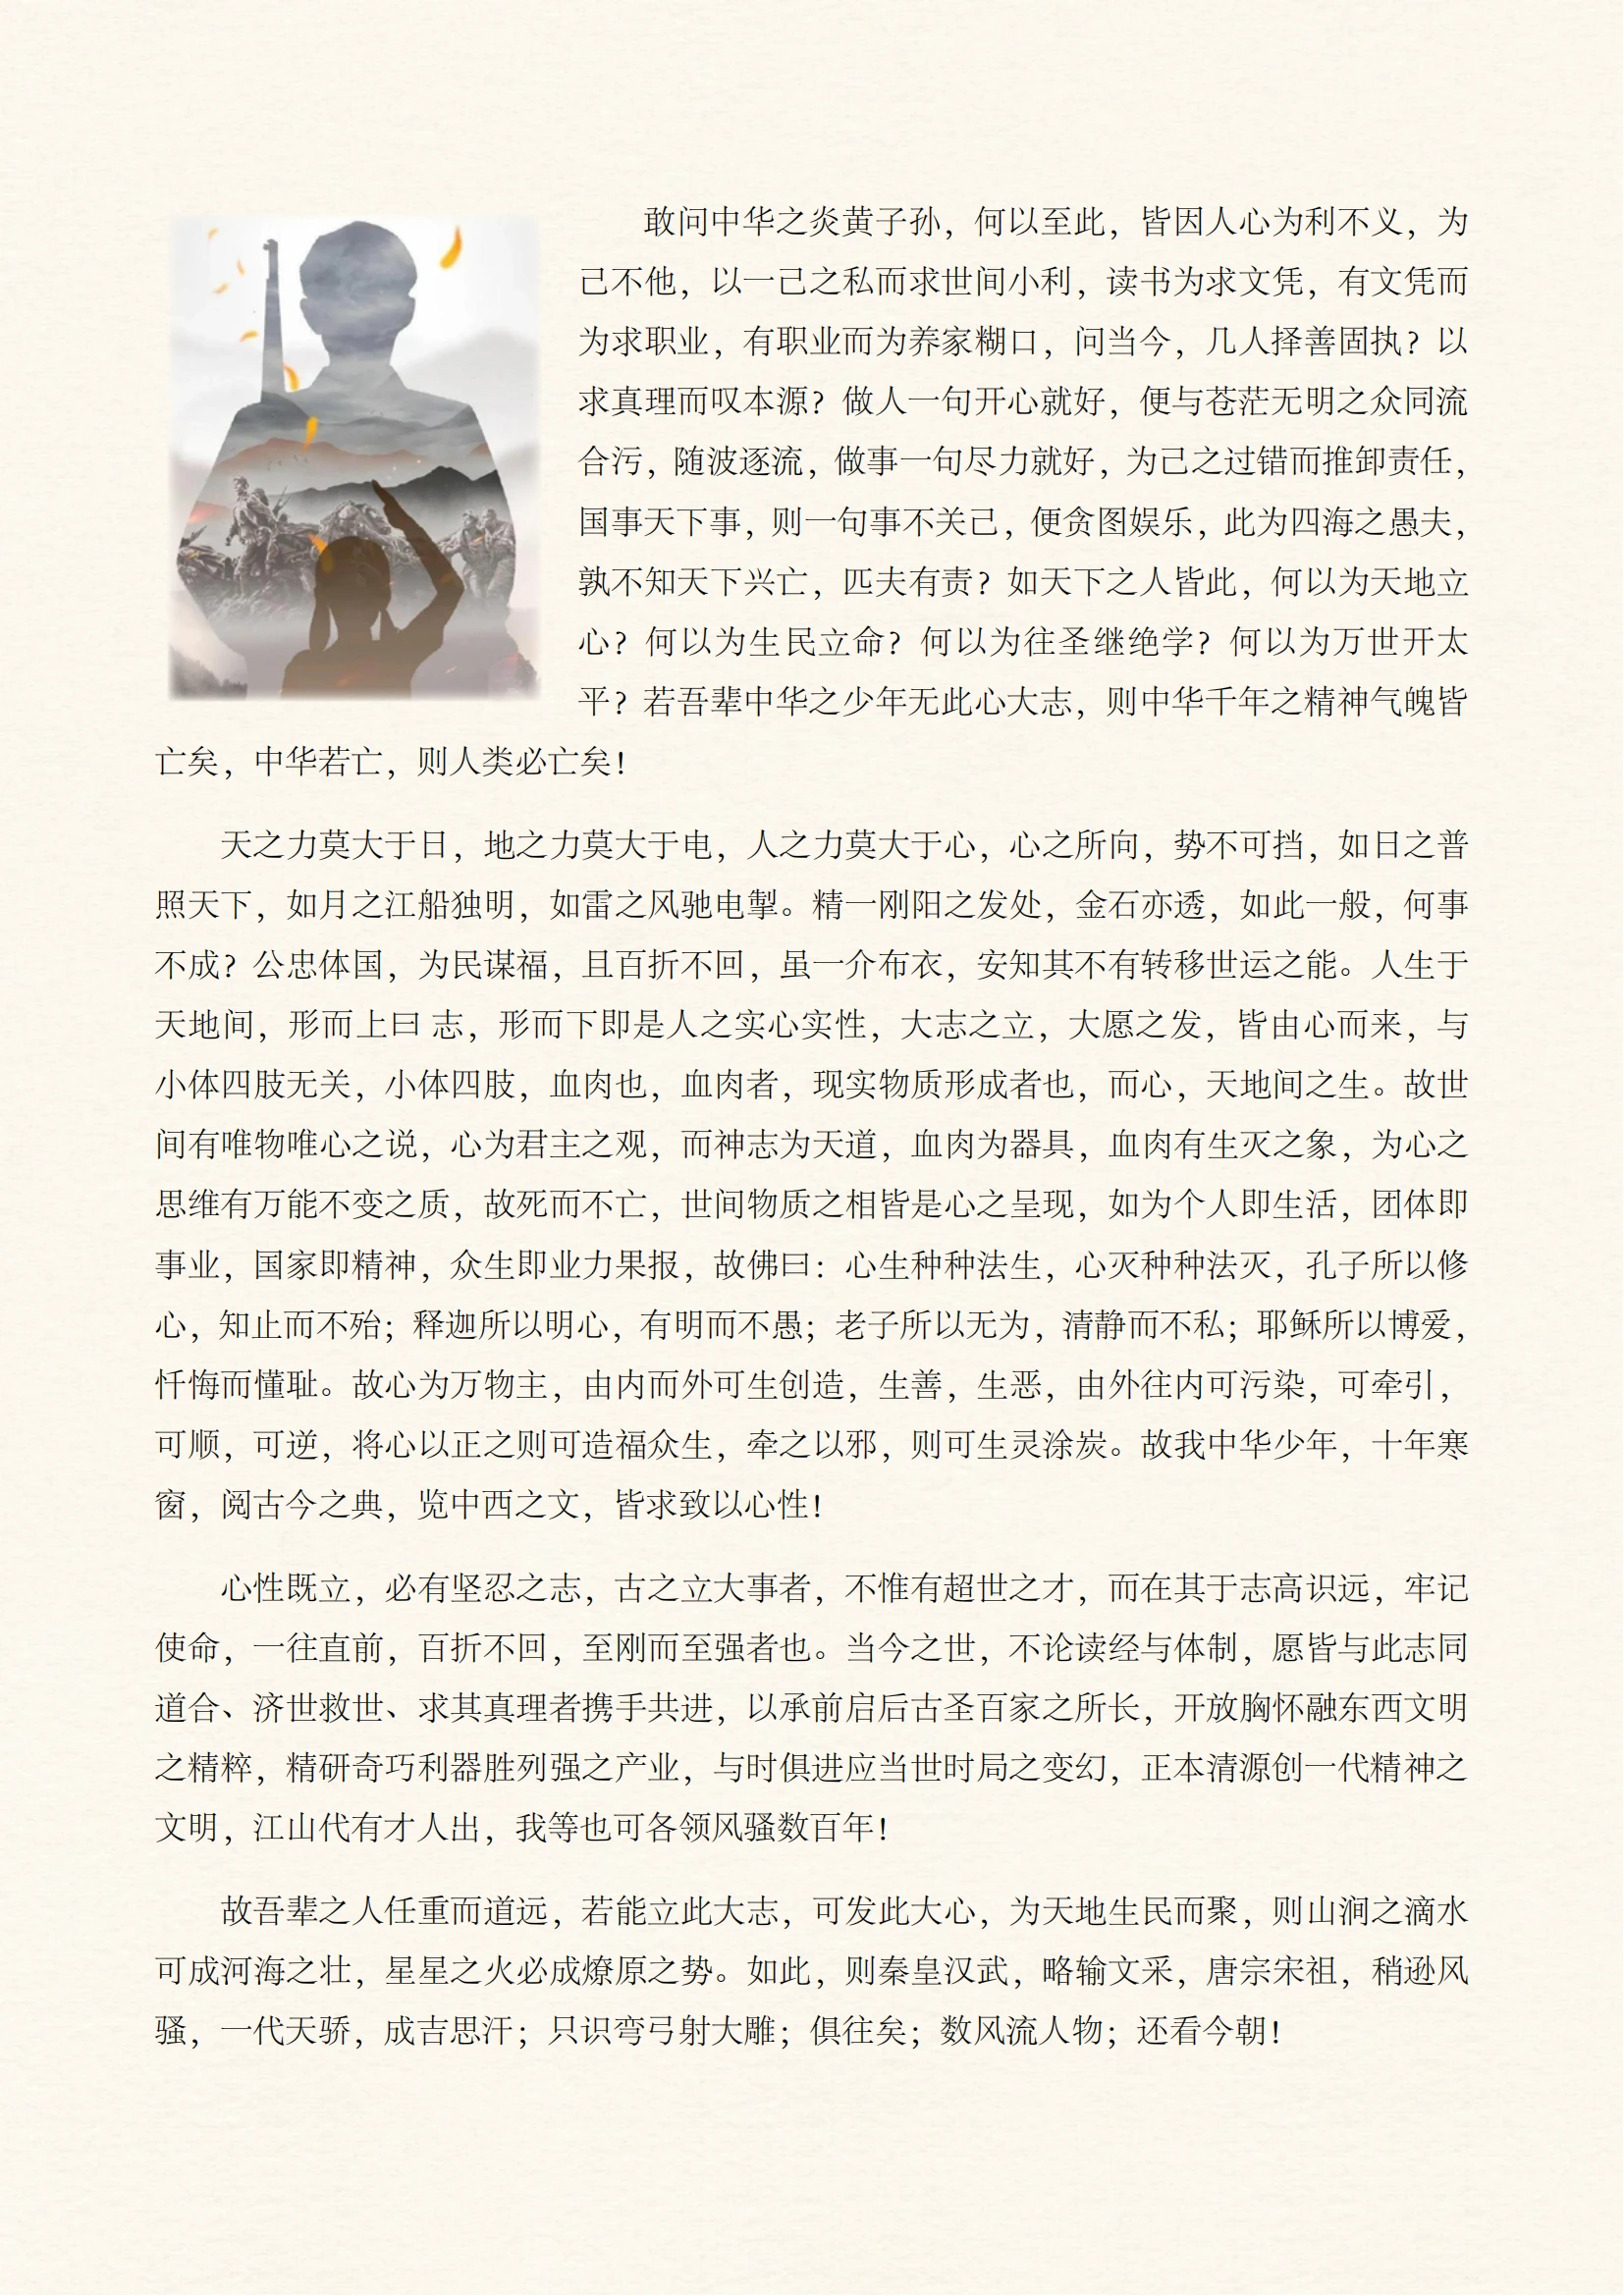 敢问中华之炎黄子孙，何以至此，皆因人心为利不义，为
己不他，以一己之私而求世间小利，读书为求文凭，有文凭而
为求职业，有职业而为养家糊口，问当今，几人择善固执？以
求真理而叹本源？做人一句开心就好，便与苍茫无明之众同流
合污，随波逐流，做事一句尽力就好，为己之过错而推卸责任，
国事天下事，则一句事不关己，便贪图娱乐，此为四海之愚夫，
孰不知天下兴亡，匹夫有责？如天下之人皆此，何以为天地立
心？何以为生民立命？何以为往圣继绝学？何以为万世开太
平？若吾辈中华之少年无此心大志，则中华千年之精神气魄皆
亡矣，中华若亡，则人类必亡矣！
天之力莫大于日，地之力莫大于电，人之力莫大于心，心之所向，势不可挡，如日之普
照天下，如月之江船独明，如雷之风驰电掣。精一刚阳之发处，金石亦透，如此一般，何事
不成？公忠体国，为民谋福，且百折不回，虽一介布衣，安知其不有转移世运之能。人生于
天地间，形而上曰 志，形而下即是人之实心实性，大志之立，大愿之发，皆由心而来，与
小体四肢无关，小体四肢，血肉也，血肉者，现实物质形成者也，而心，天地间之生。故世
间有唯物唯心之说，心为君主之观，而神志为天道，血肉为器具，血肉有生灭之象，为心之
思维有万能不变之质，故死而不亡，世间物质之相皆是心之呈现，如为个人即生活，团体即
事业，国家即精神，众生即业力果报，故佛曰：心生种种法生，心灭种种法灭，孔子所以修
心，知止而不殆；释迦所以明心，有明而不愚；老子所以无为，清静而不私；耶稣所以博爱，
忏悔而懂耻。故心为万物主，由内而外可生创造，生善，生恶，由外往内可污染，可牵引，
可顺，可逆，将心以正之则可造福众生，牵之以邪，则可生灵涂炭。故我中华少年，十年寒
窗，阅古今之典，览中西之文，皆求致以心性！
心性既立，必有坚忍之志，古之立大事者，不惟有超世之才，而在其于志高识远，牢记
使命，一往直前，百折不回，至刚而至强者也。当今之世，不论读经与体制，愿皆与此志同
道合、济世救世、求其真理者携手共进，以承前启后古圣百家之所长，开放胸怀融东西文明
之精粹，精研奇巧利器胜列强之产业，与时俱进应当世时局之变幻，正本清源创一代精神之
文明，江山代有才人出，我等也可各领风骚数百年！
故吾辈之人任重而道远，若能立此大志，可发此大心，为天地生民而聚，则山涧之滴水
可成河海之壮，星星之火必成燎原之势。如此，则秦皇汉武，略输文采，唐宗宋祖，稍逊风
骚，一代天骄，成吉思汗；只识弯弓射大雕；俱往矣；数风流人物；还看今朝！